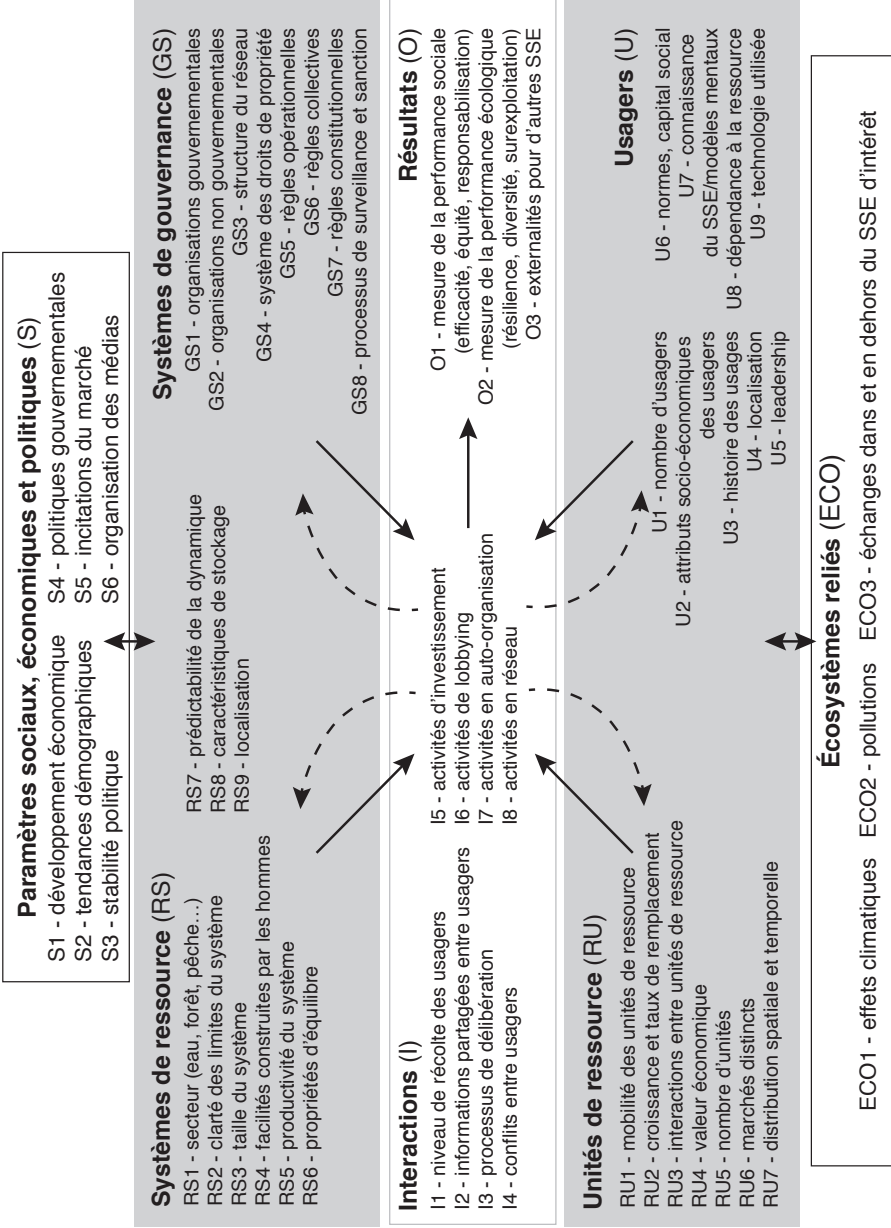 Paramètres sociaux, économiques et politiques (S)
S1 - développement économique
S2 - tendances démographiques
S3 - stabilité politique
S4 - politiques gouvernementales
S5 - incitations du marché
S6 - organisation des médias
Systèmes de ressource (RS)
RS1 - secteur (eau, forêt, pêche…)
RS2 - clarté des limites du système
RS3 - taille du système
RS4 - facilités construites par les hommes
RS5 - productivité du système
RS6 - propriétés d'équilibre
RS7 - prédictabilité de la dynamique
RS8 - caractéristiques de stockage
RS9 - localisation
Systèmes de gouvernance (GS)
GS1 - organisations gouvernementales
GS2 - organisations non gouvernementales
GS3 - structure du réseau
GS4 - système des droits de propriété
GS5 - règles opérationnelles
GS6 - règles collectives
GS7 - règles constitutionnelles
GS8 - processus de surveillance et sanction
Interactions (I)
I1 - niveau de récolte des usagers
I2 - informations partagées entre usagers
I3 - processus de délibération
I4 - conflits entre usagers
I5 - activités d'investissement
I6 - activités de lobbying
I7 - activités en auto-organisation
I8 - activités en réseau
Résultats (O)
O1 - mesure de la performance sociale
(efficacité, équité, responsabilisation)
O2 - mesure de la performance écologique
(résilience, diversité, surexploitation)
O3 - externalités pour d'autres SSE
Unités de ressource (RU)
RU1 - mobilité des unités de ressource
RU2 - croissance et taux de remplacement
RU3 - interactions entre unités de ressource
RU4 - valeur économique
RU5 - nombre d'unités
RU6 - marchés distincts
RU7 - distribution spatiale et temporelle
Usagers (U)
U1 - nombre d'usagers
U2 - attributs socio-économiques
des usagers
U3 - histoire des usages
U4 - localisation
U5 - leadership
U6 - normes, capital social
U7 - connaissance
du SSE/modèles mentaux
U8 - dépendance à la ressource
U9 - technologie utilisée
Écosystèmes reliés (ECO)
ECO1 - effets climatiques ECO2 - pollutions ECO3 - échanges dans et en dehors du SSE d'intérêt